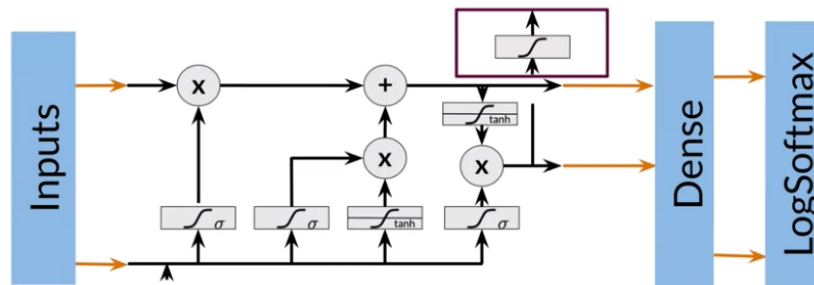 Inputs
x
+
tanh
x
x
σ
σ
tanh
σ
Dense
LogSoftmax